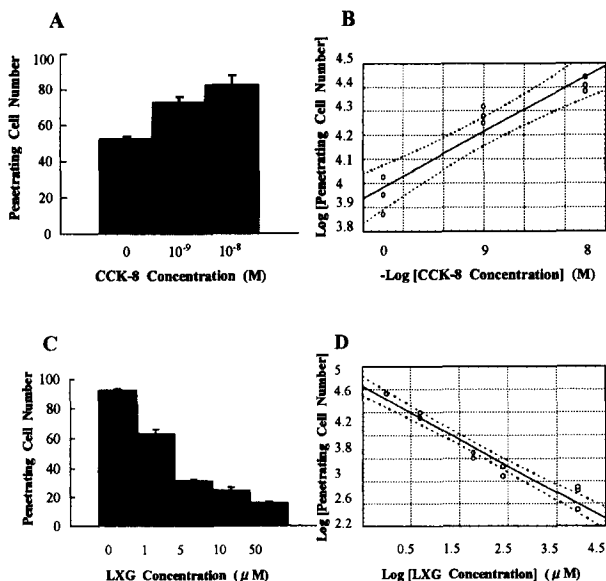 A
Penetrating Cell Number
100
80
60
40
20
0
0 10-9 10-8
CCK-8 Concentration (M)
B
Log [Penetrating Cell Number]
4.5
4.4
4.3
4.2
4.1
4
3.9
3.8
0 9 8
-Log [CCK-8 Concentration] (M)
C
Penetrating Cell Number
100
80
60
40
20
0
0 1 5 10 50
LXG Concentration (μM)
D
Log [Penetrating Cell Number]
5
4.6
4.2
3.8
3
2.6
2.2
0.5 1.5 2.5 3.5 4.5
Log [LXG Concentration] (μM)